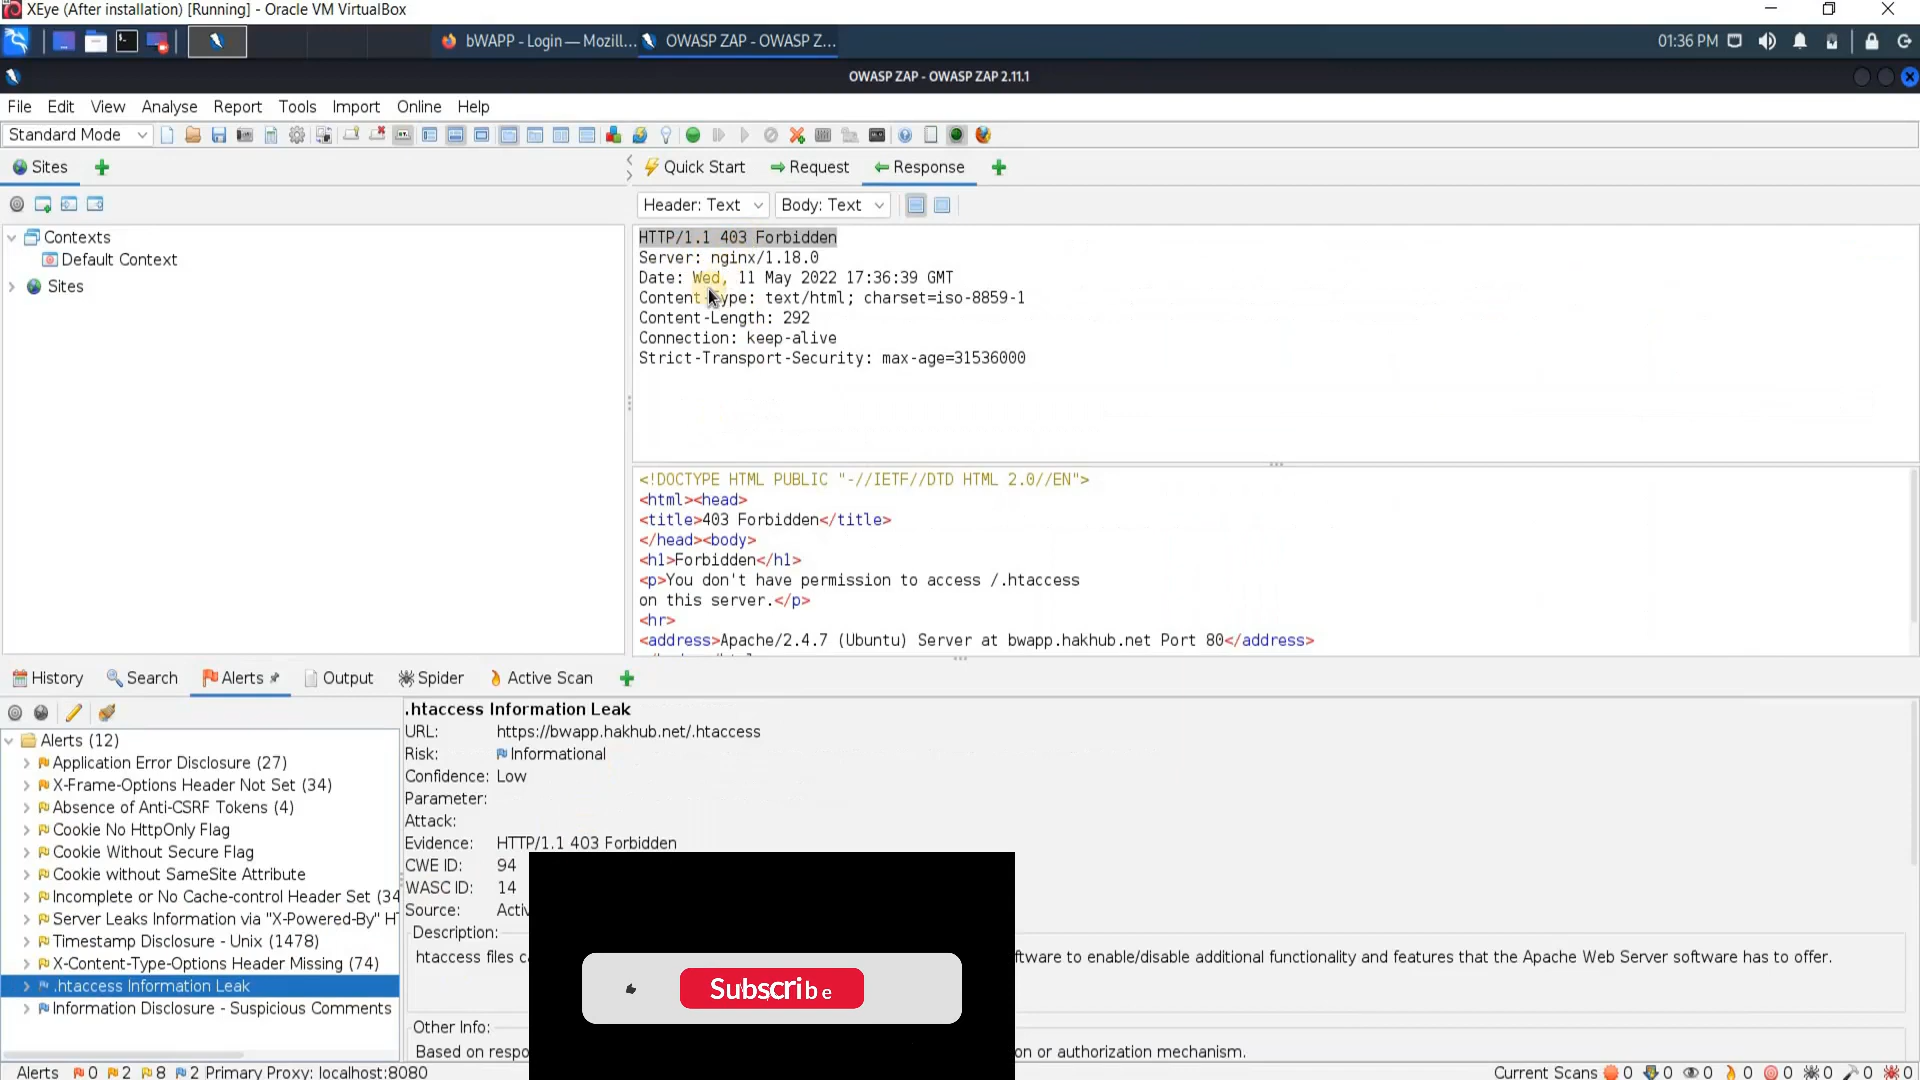 XEye (After installation) [Running] - Oracle VM VirtualBox
bWAPP - Login — Mozill...
OWASP ZAP - OWASP Z...
01:36 PM
OWASP ZAP - OWASP ZAP 2.11.1
File Edit View Analyse Report Tools Import Online Help
Standard Mode
Sites
Quick Start
Request
Response
Header: Text
Body: Text
Contexts
Default Context
Sites
HTTP/1.1 403 Forbidden
Server: nginx/1.18.0
Date: Wed, 11 May 2022 17:36:39 GMT
Content-Type: text/html; charset=iso-8859-1
Content-Length: 292
Connection: keep-alive
Strict-Transport-Security: max-age=31536000
<!DOCTYPE HTML PUBLIC "-//IETF//DTD HTML 2.0//EN">
<html><head>
<title>403 Forbidden</title>
</head><body>
<h1>Forbidden</h1>
<p>You don't have permission to access /.htaccess
on this server.</p>
<hr>
<address>Apache/2.4.7 (Ubuntu) Server at bwapp.hakhub.net Port 80</address>
History
Search
Alerts
Output
Spider
Active Scan
Alerts (12)
Application Error Disclosure (27)
X-Frame-Options Header Not Set (34)
Absence of Anti-CSRF Tokens (4)
Cookie No HttpOnly Flag
Cookie Without Secure Flag
Cookie without SameSite Attribute
Incomplete or No Cache-control Header Set (34
Server Leaks Information via "X-Powered-By" HT
Timestamp Disclosure - Unix (1478)
X-Content-Type-Options Header Missing (74)
.htaccess Information Leak
Information Disclosure - Suspicious Comments
.htaccess Information Leak
URL: https://bwapp.hakhub.net/.htaccess
Risk: Informational
Confidence: Low
Parameter:
Attack:
Evidence: HTTP/1.1 403 Forbidden
CWE ID: 94
WASC ID: 14
Source: Activ
Description:
htaccess files ca ftware to enable/disable additional functionality and features that the Apache Web Server software has to offer.
Other Info:
Based on respo on or authorization mechanism.
Subscribe
Alerts 0 2 8 2 Primary Proxy: localhost:8080
Current Scans 0 0 0 0 0 0 0 0